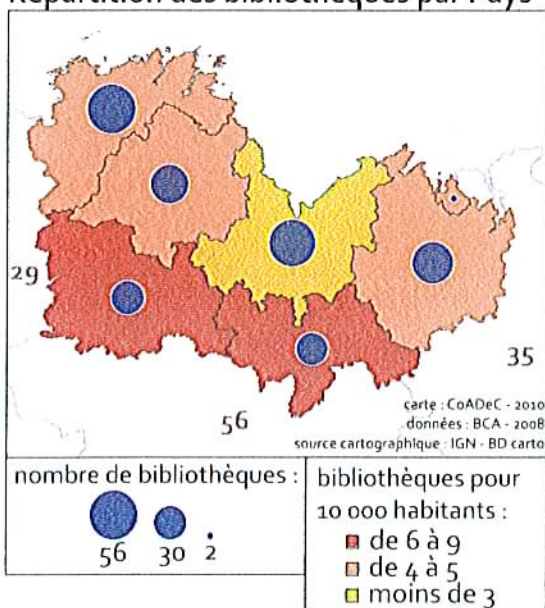 Répartition des bibliothèques par Pays
29
35
56
carte : CoADeC - 2010
données : BCA - 2008
source cartographique : IGN - BD carto
nombre de bibliothèques :
56 30 2
bibliothèques pour
10 000 habitants :
de 6 à 9
de 4 à 5
moins de 3